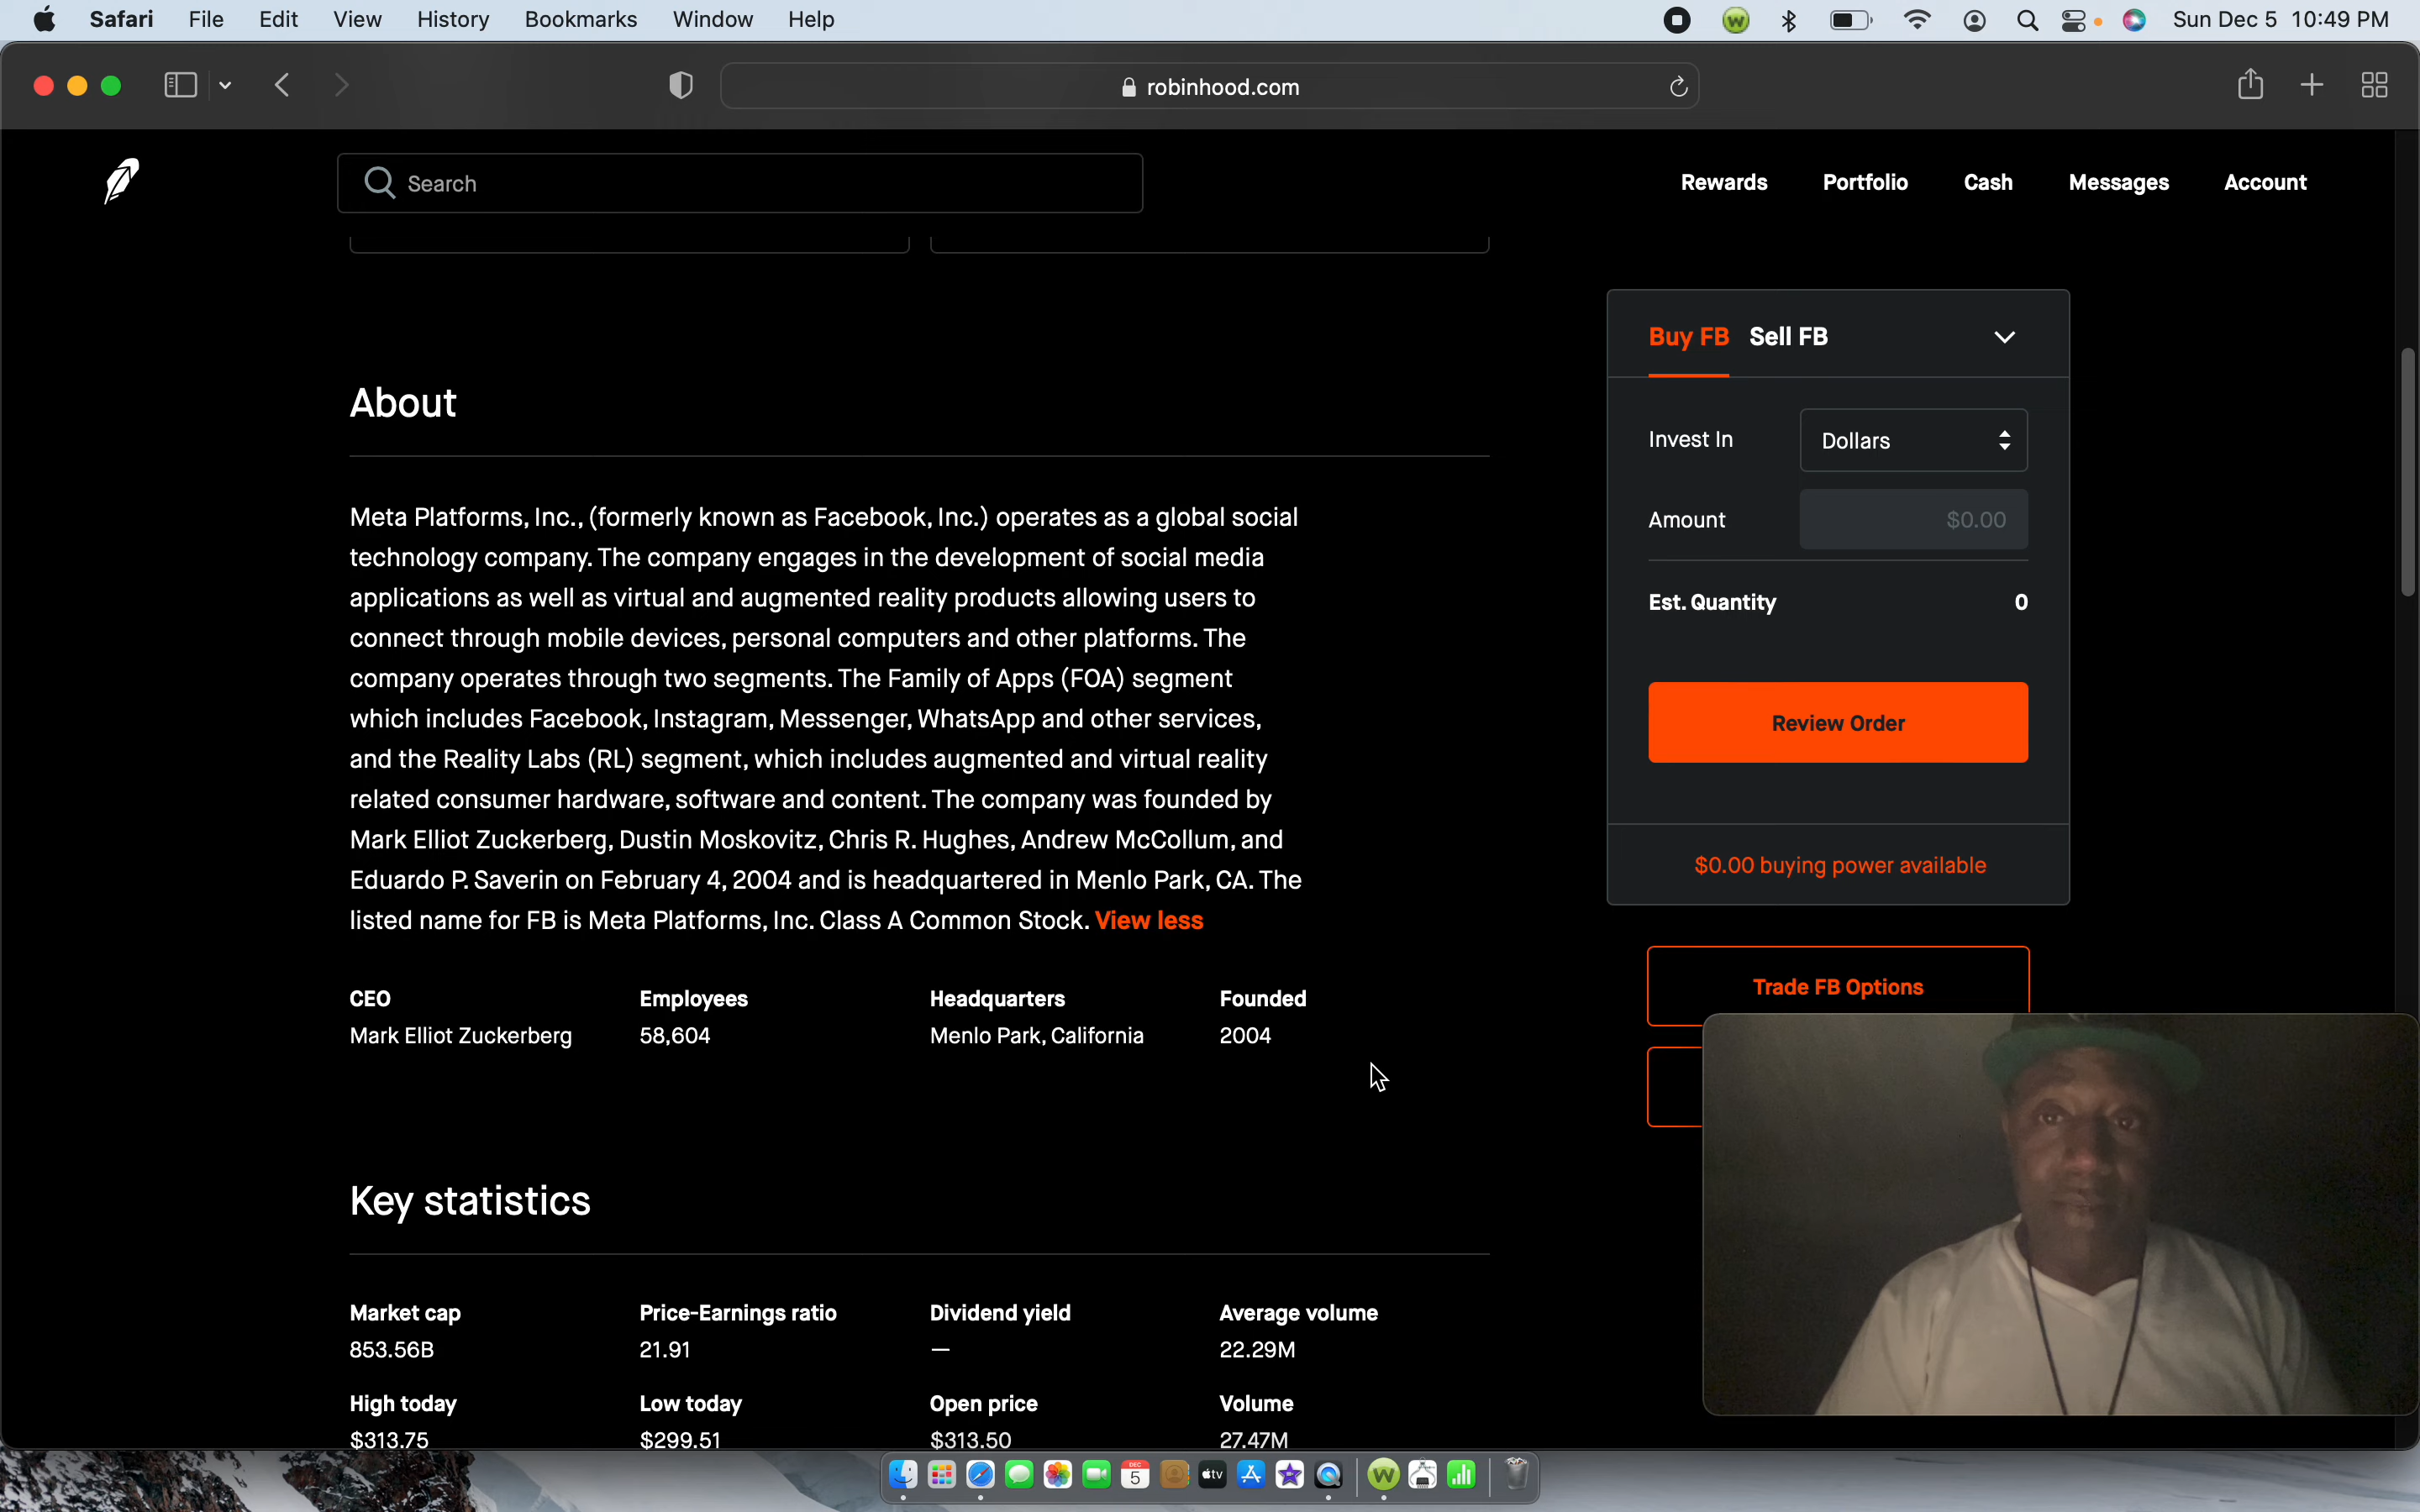 Safari File Edit View History Bookmarks Window Help Sun Dec 5 10:49 PM
robinhood.com
Search
Rewards Portfolio Cash Messages Account
About
Meta Platforms, Inc., (formerly known as Facebook, Inc.) operates as a global social
technology company. The company engages in the development of social media
applications as well as virtual and augmented reality products allowing users to
connect through mobile devices, personal computers and other platforms. The
company operates through two segments. The Family of Apps (FOA) segment
which includes Facebook, Instagram, Messenger, WhatsApp and other services,
and the Reality Labs (RL) segment, which includes augmented and virtual reality
related consumer hardware, software and content. The company was founded by
Mark Elliot Zuckerberg, Dustin Moskovitz, Chris R. Hughes, Andrew McCollum, and
Eduardo P. Saverin on February 4, 2004 and is headquartered in Menlo Park, CA. The
listed name for FB is Meta Platforms, Inc. Class A Common Stock. View less
CEO Employees Headquarters Founded
Mark Elliot Zuckerberg 58,604 Menlo Park, California 2004
Key statistics
Market cap Price-Earnings ratio Dividend yield Average volume
853.56B 21.91 — 22.29M
High today Low today Open price Volume
$313.75 $299.51 $313.50 27.47M
Buy FB Sell FB
Invest In Dollars
Amount $0.00
Est. Quantity 0
Review Order
$0.00 buying power available
Trade FB Options
DEC
5
tv